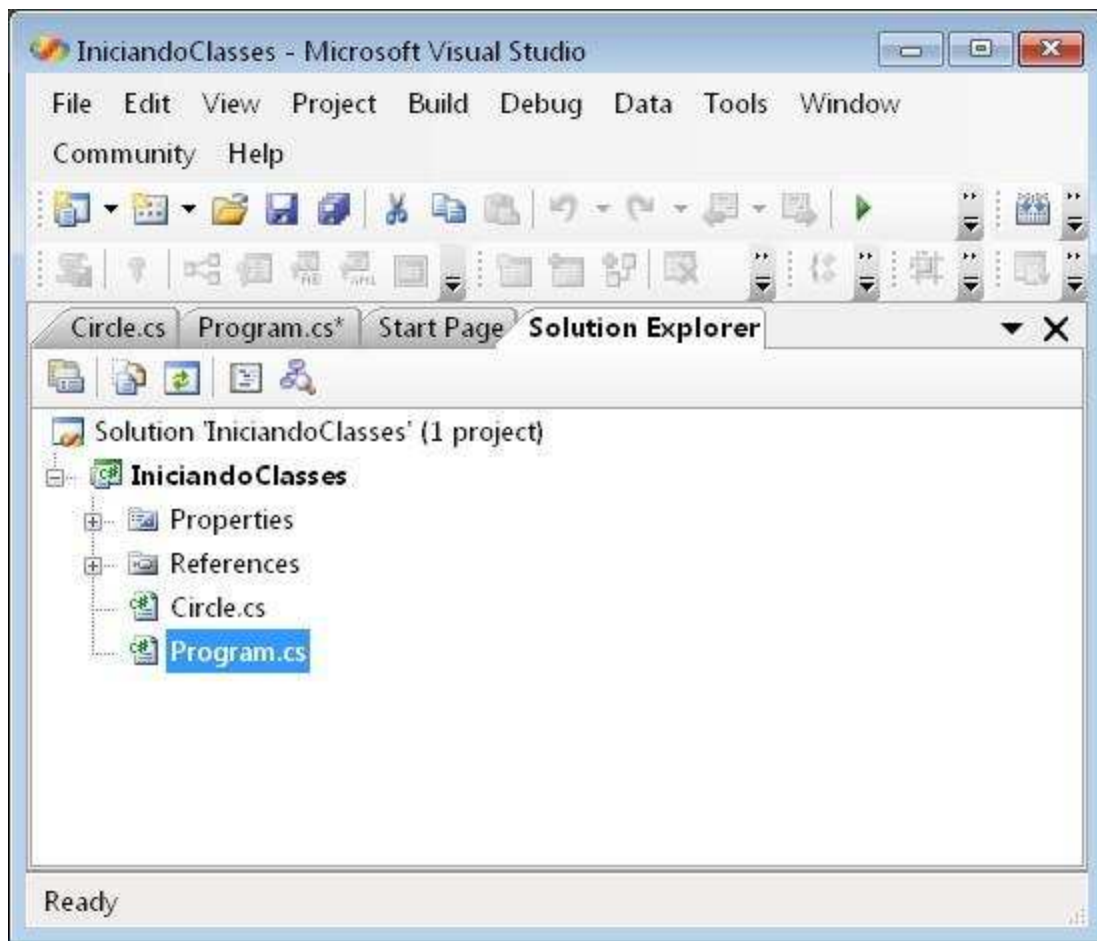 IniciandoClasses - Microsoft Visual Studio
File Edit View Project Build Debug Data Tools Window
Community Help
Circle.cs Program.cs* Start Page Solution Explorer
Solution 'IniciandoClasses' (1 project)
IniciandoClasses
Properties
References
Circle.cs
Program.cs
Ready